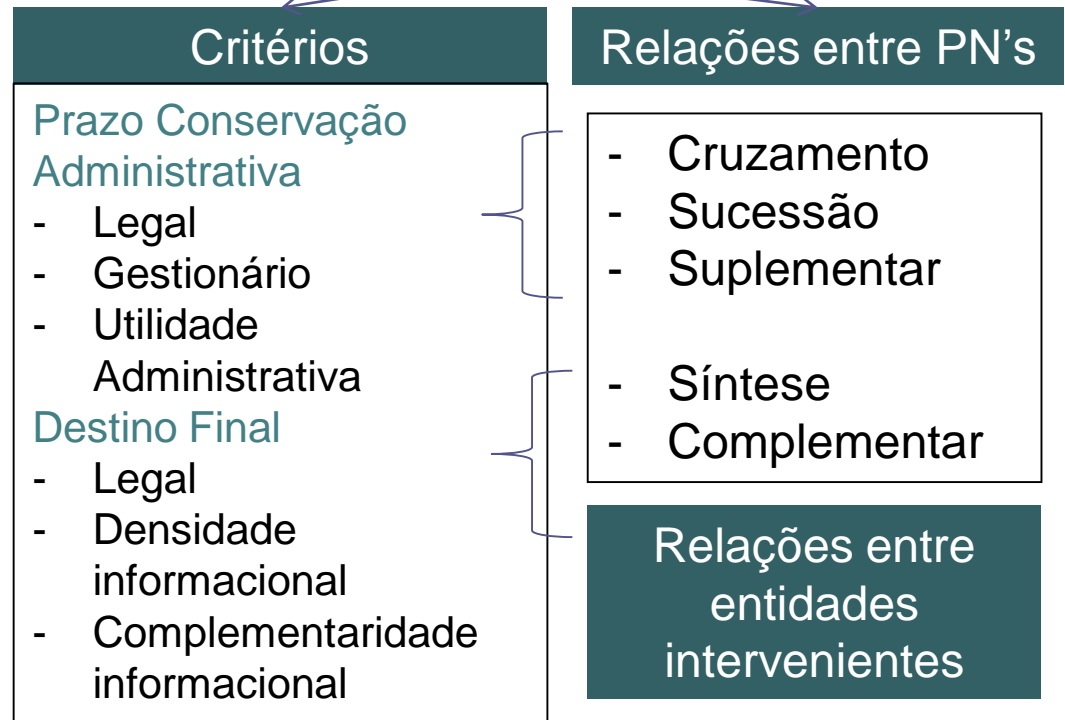 Critérios
Prazo Conservação
Administrativa
- Legal
- Gestionário
- Utilidade
Administrativa
Destino Final
- Legal
- Densidade
informacional
- Complementaridade
informacional
Relações entre PN’s
- Cruzamento
- Sucessão
- Suplementar
- Síntese
- Complementar
Relações entre
entidades
intervenientes